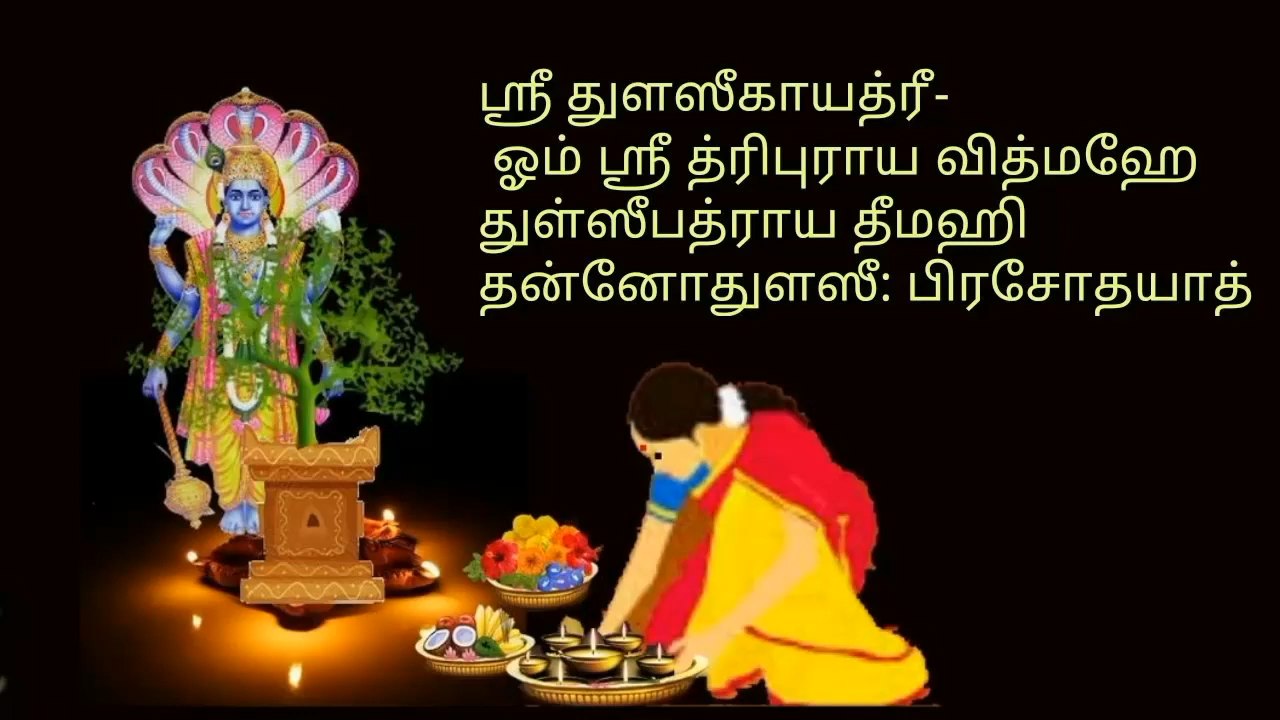 ஸ்ரீ துளஸீகாயத்ரீ-
ஓம் ஸ்ரீ த்ரிபுராய வித்மஹே
துள்ஸீபத்ராய தீமஹி
தன்னோதுளஸீ: பிரசோதயாத்